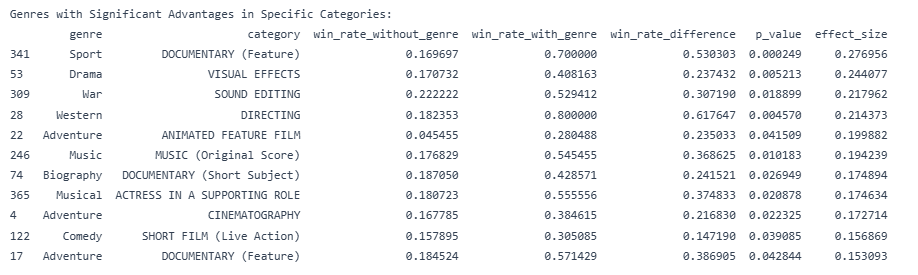 Genres with Significant Advantages in Specific Categories:
genre category win_rate_without_genre win_rate_with_genre win_rate_difference p_value effect_size
341 Sport DOCUMENTARY (Feature) 0.169697 0.700000 0.530303 0.000249 0.276956
53 Drama VISUAL EFFECTS 0.170732 0.408163 0.237432 0.005213 0.244077
309 War SOUND EDITING 0.222222 0.529412 0.307190 0.018899 0.217962
28 Western DIRECTING 0.182353 0.800000 0.617647 0.004570 0.214373
22 Adventure ANIMATED FEATURE FILM 0.045455 0.280488 0.235033 0.041509 0.199882
246 Music MUSIC (Original Score) 0.176829 0.545455 0.368625 0.010183 0.194239
74 Biography DOCUMENTARY (Short Subject) 0.187050 0.428571 0.241521 0.026949 0.174894
365 Musical ACTRESS IN A SUPPORTING ROLE 0.180723 0.555556 0.374833 0.020878 0.174634
4 Adventure CINEMATOGRAPHY 0.167785 0.384615 0.216830 0.022325 0.172714
122 Comedy SHORT FILM (Live Action) 0.157895 0.305085 0.147190 0.039085 0.156869
17 Adventure DOCUMENTARY (Feature) 0.184524 0.571429 0.386905 0.042844 0.153093